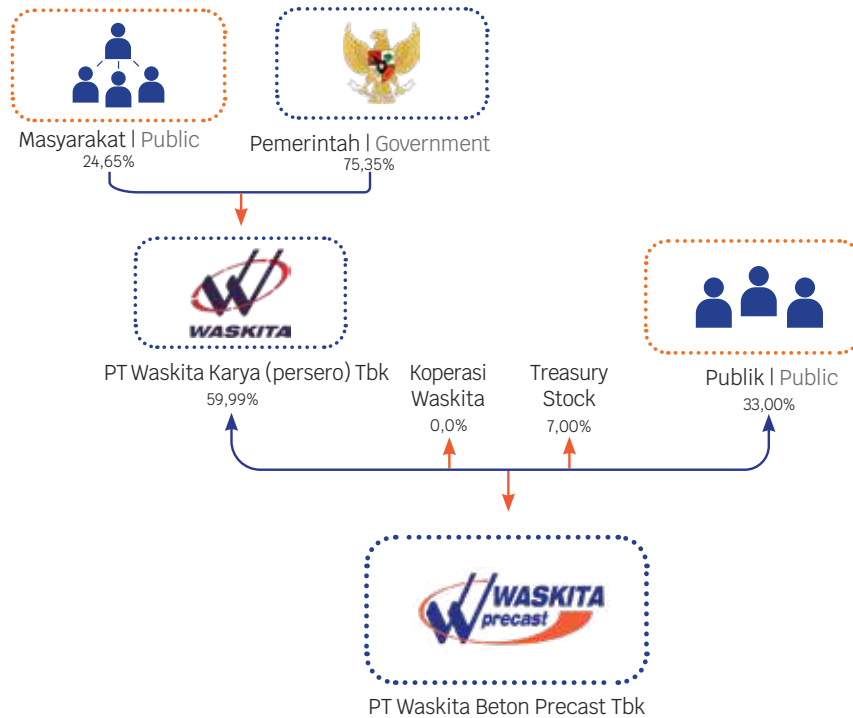 Masyarakat | Public
24,65%
Pemerintah | Government
75,35%
WASKITA
PT Waskita Karya (persero) Tbk
59,99%
Koperasi
Waskita
0,0%
Treasury
Stock
7,00%
Publik | Public
33,00%
WASKITA
precast
PT Waskita Beton Precast Tbk